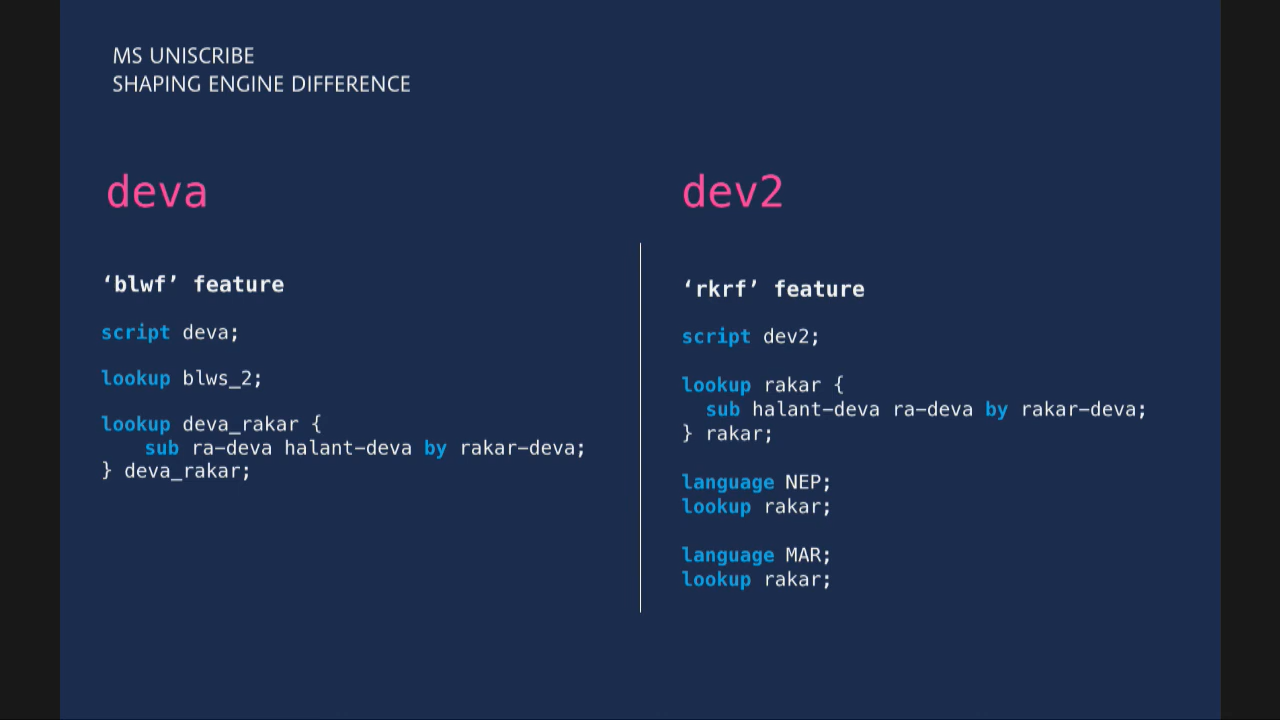 MS UNISCRIBE
SHAPING ENGINE DIFFERENCE
deva
‘blwf’ feature
script deva;
lookup blws_2;
lookup deva_rakar {
sub ra-deva halant-deva by rakar-deva;
} deva_rakar;
dev2
‘rkrf’ feature
script dev2;
lookup rakar {
sub halant-deva ra-deva by rakar-deva;
} rakar;
language NEP;
lookup rakar;
language MAR;
lookup rakar;